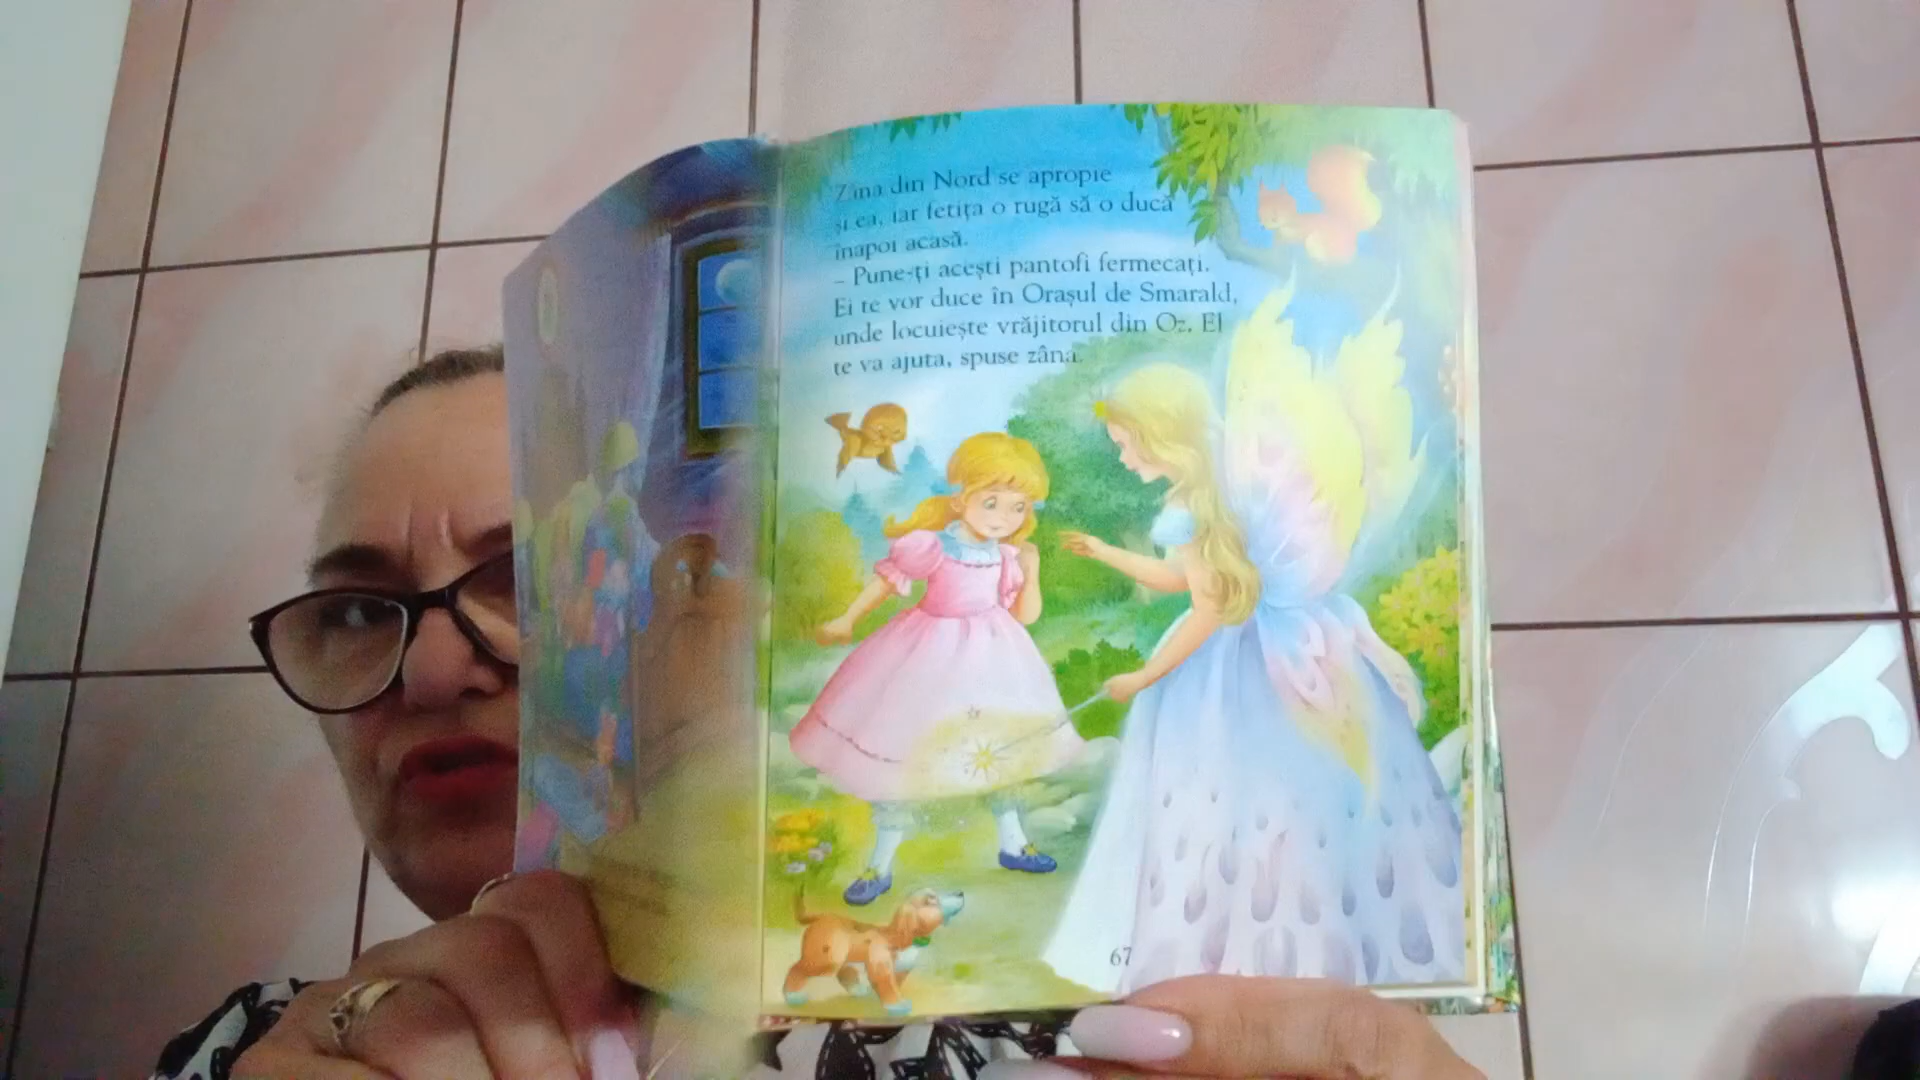 Zâna din Nord se apropie
și ea, iar fetița o rugă să o ducă
înapoi acasă.
– Pune-ți acești pantofi fermecați.
Ei te vor duce în Orașul de Smarald,
unde locuiește vrăjitorul din Oz. El
te va ajuta, spuse zâna.
67